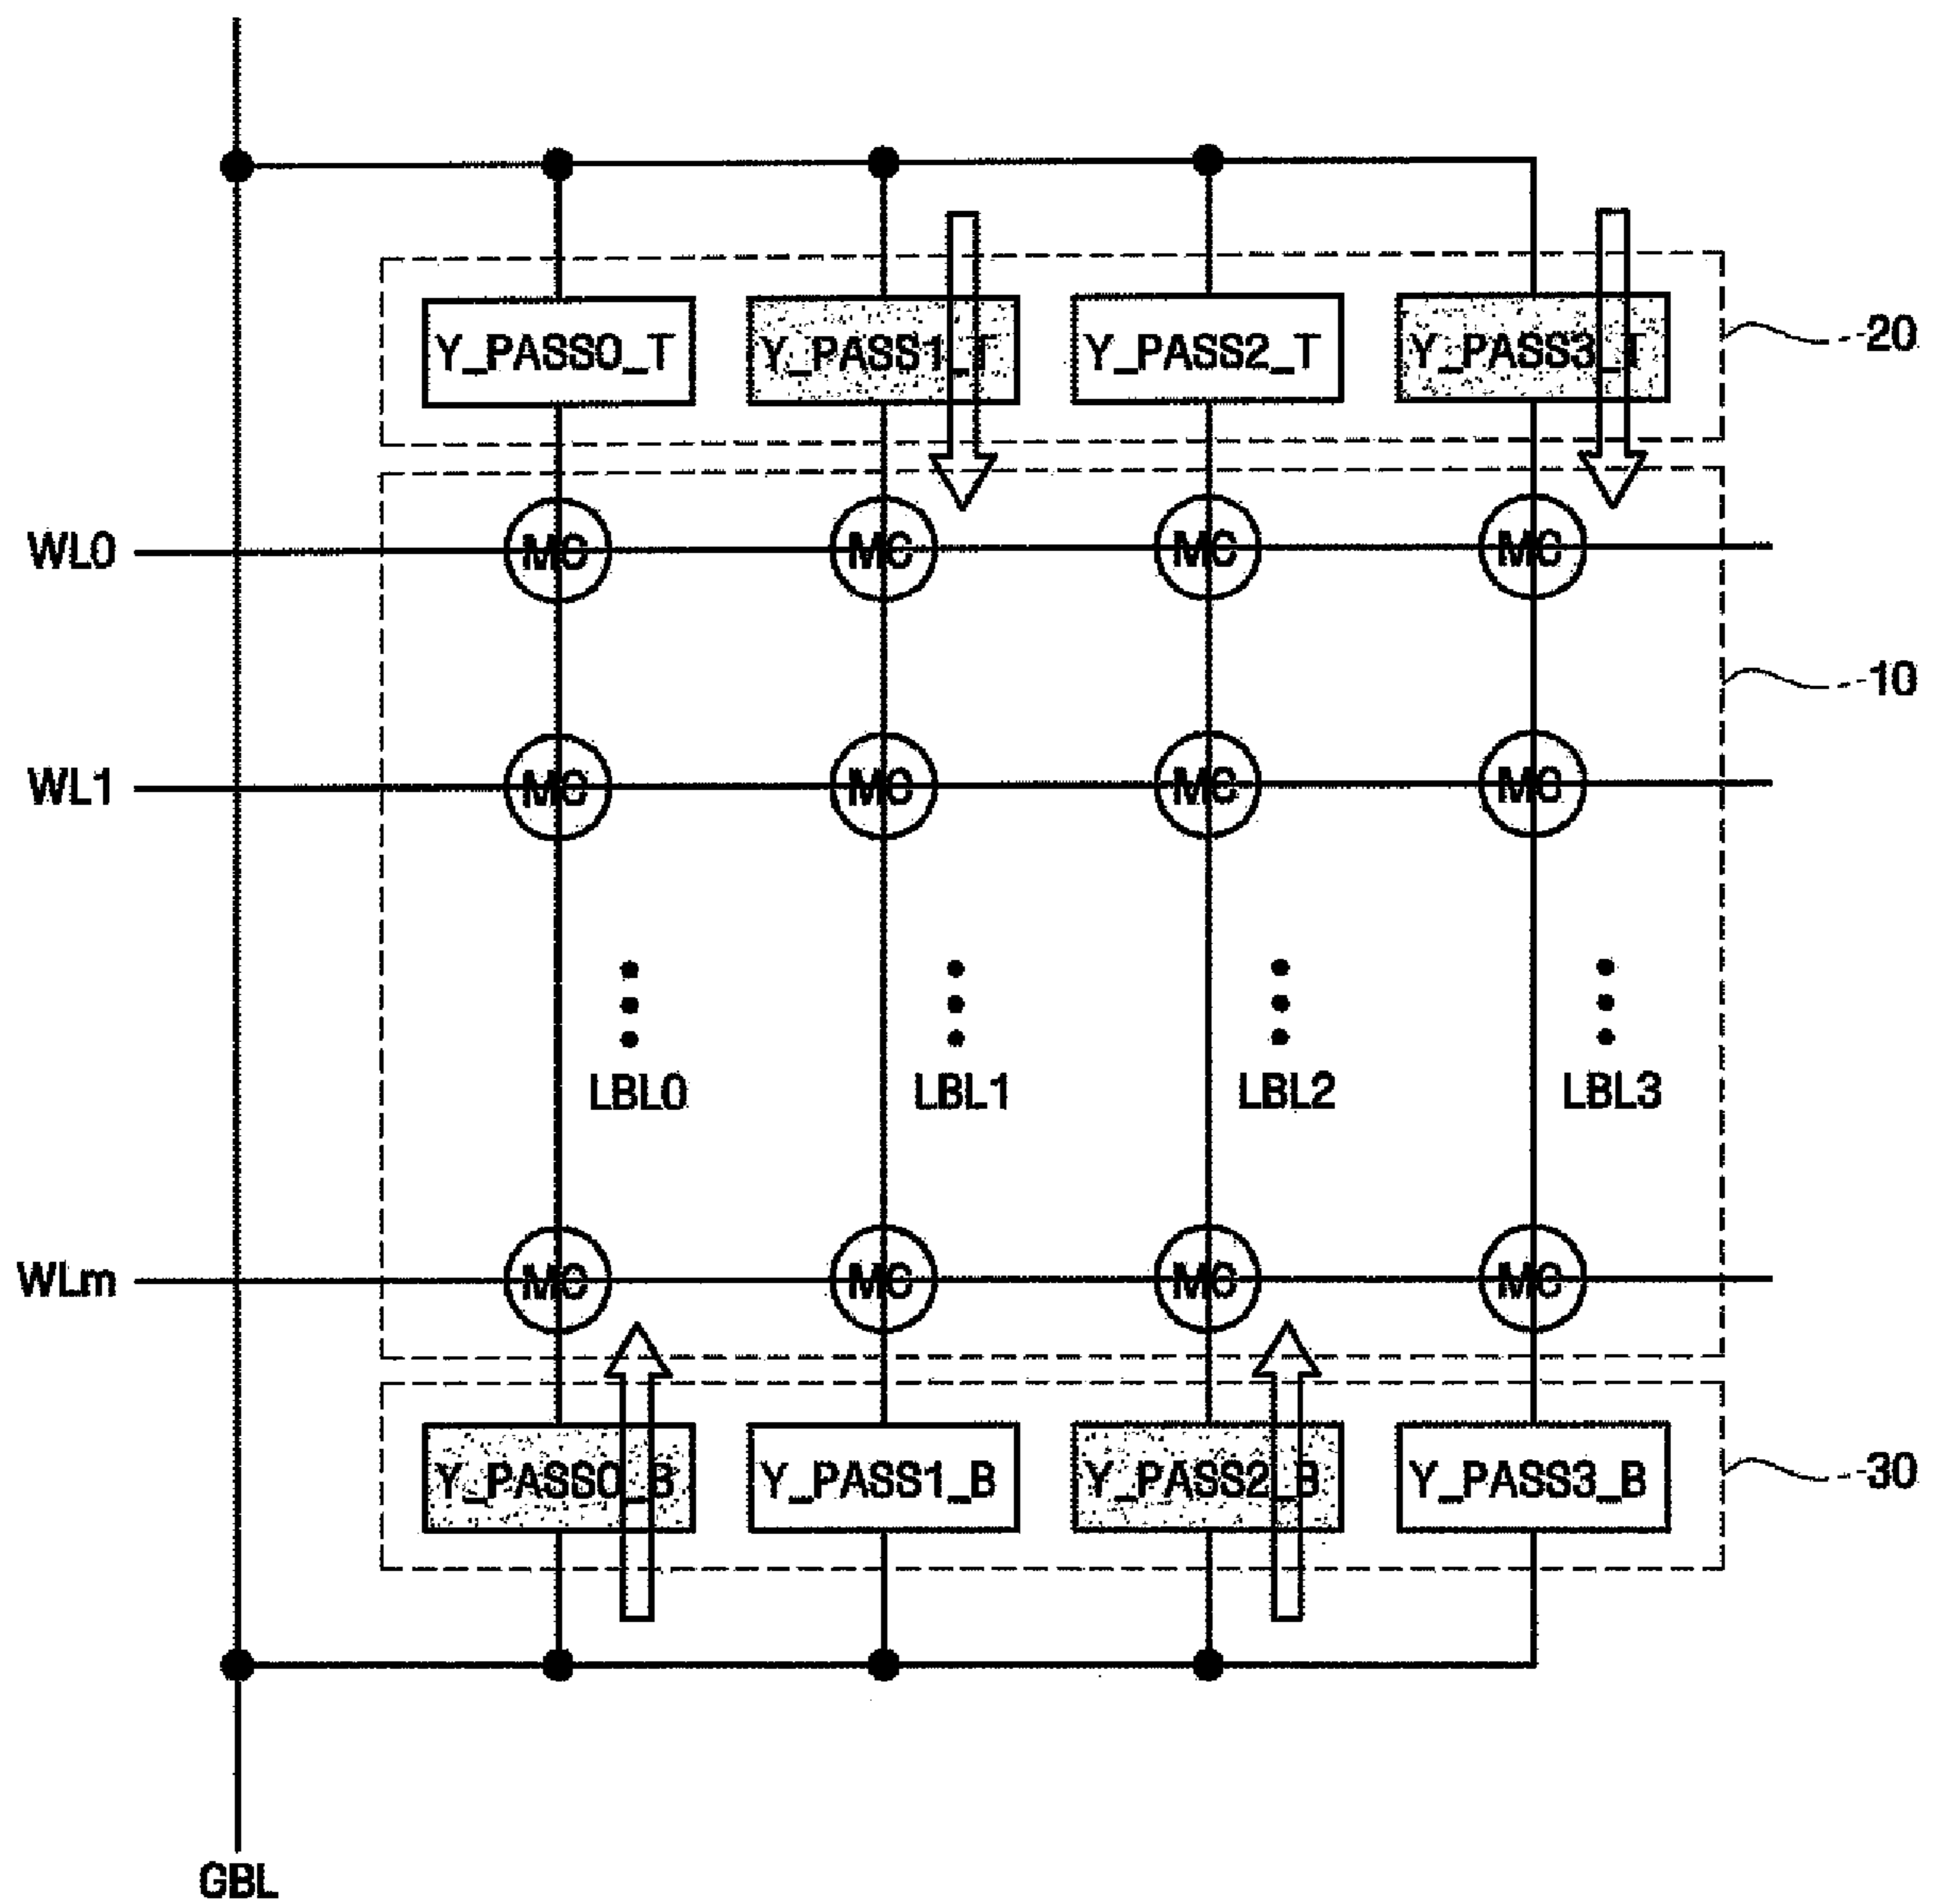 Y_PASS0_T Y_PASS1_T Y_PASS2_T Y_PASS3_T
20
WL0 MC MC MC MC
10
WL1 MC MC MC MC
LBL0 LBL1 LBL2 LBL3
WLm MC MC MC MC
Y_PASS0_B Y_PASS1_B Y_PASS2_B Y_PASS3_B
30
GBL